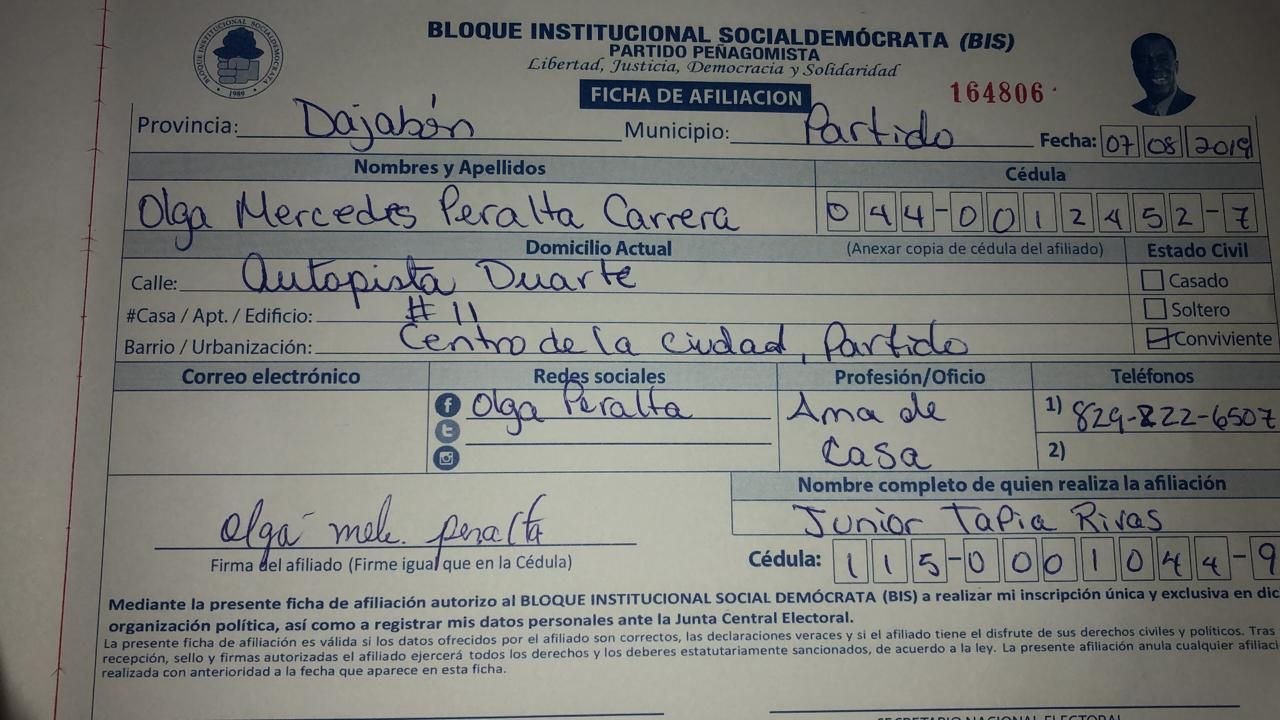 BLOQUE INSTITUCIONAL SOCIALDEMÓCRATA (BIS)
PARTIDO PEÑAGOMISTA
Libertad, Justicia, Democracia y Solidaridad
BLOQUE INSTITUCIONAL SOCIALDEMOCRATA
1989
FICHA DE AFILIACION
164806
Provincia: Dajabón Municipio: Partido Fecha: 07 08 2019
Nombres y Apellidos Cédula
Olga Mercedes Peralta Carrera 044-0012452-7
Domicilio Actual (Anexar copia de cédula del afiliado) Estado Civil
Calle: Autopista Duarte Casado
#Casa / Apt. / Edificio: # 11 Soltero
Barrio / Urbanización: Centro de la ciudad, Partido Conviviente
Correo electrónico Redes sociales Profesión/Oficio Teléfonos
Olga Peralta Ama de 1) 829-822-6507
Casa 2)
Nombre completo de quien realiza la afiliación
Junior Tapia Rivas
Olga mele. peralta
Firma del afiliado (Firme igual que en la Cédula) Cédula: 115-0001044-9
Mediante la presente ficha de afiliación autorizo al BLOQUE INSTITUCIONAL SOCIAL DEMÓCRATA (BIS) a realizar mi inscripción única y exclusiva en dic
organización política, así como a registrar mis datos personales ante la Junta Central Electoral.
La presente ficha de afiliación es válida si los datos ofrecidos por el afiliado son correctos, las declaraciones veraces y si el afiliado tiene el disfrute de sus derechos civiles y políticos. Tras
recepción, sello y firmas autorizadas el afiliado ejercerá todos los derechos y los deberes estatutariamente sancionados, de acuerdo a la ley. La presente afiliación anula cualquier afiliaci
realizada con anterioridad a la fecha que aparece en esta ficha.
SECRETARIO NACIONAL ELECTORAL